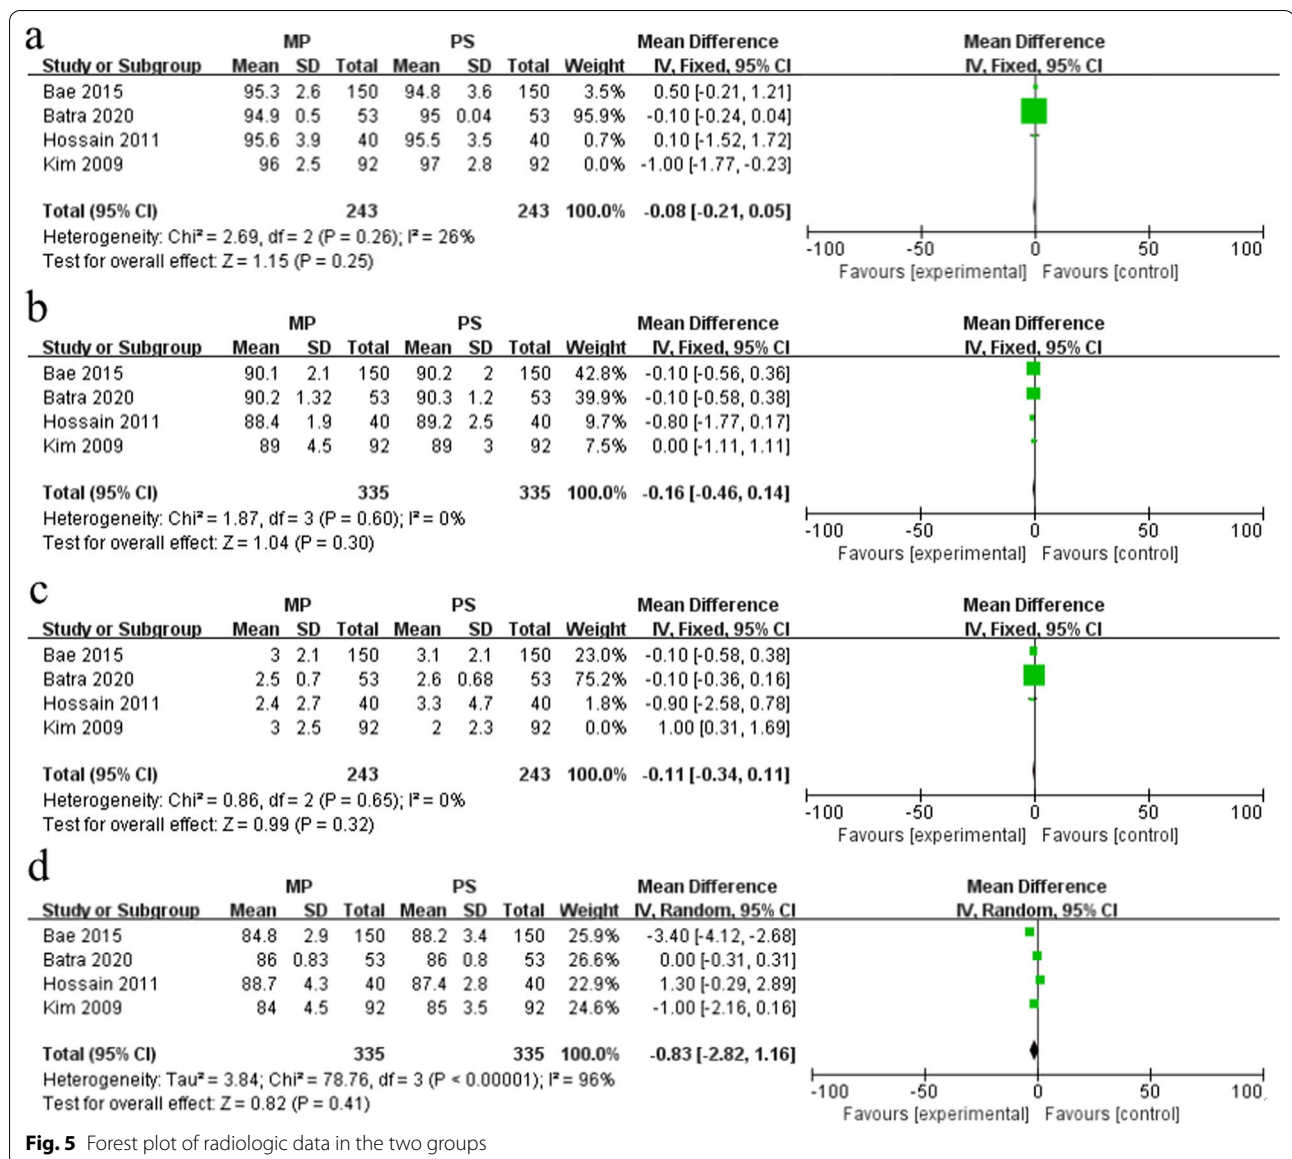 a
MP PS Mean Difference Mean Difference
Study or Subgroup Mean SD Total Mean SD Total Weight IV, Fixed, 95% CI IV, Fixed, 95% CI
Bae 2015 95.3 2.6 150 94.8 3.6 150 3.5% 0.50 [-0.21, 1.21]
Batra 2020 94.9 0.5 53 95 0.04 53 95.9% -0.10 [-0.24, 0.04]
Hossain 2011 95.6 3.9 40 95.5 3.5 40 0.7% 0.10 [-1.52, 1.72]
Kim 2009 96 2.5 92 97 2.8 92 0.0% -1.00 [-1.77, -0.23]
Total (95% CI) 243 243 100.0% -0.08 [-0.21, 0.05]
Heterogeneity: Chi² = 2.69, df = 2 (P = 0.26); I² = 26%
Test for overall effect: Z = 1.15 (P = 0.25)
-100 -50 0 50 100
Favours [experimental] Favours [control]
b
MP PS Mean Difference Mean Difference
Study or Subgroup Mean SD Total Mean SD Total Weight IV, Fixed, 95% CI IV, Fixed, 95% CI
Bae 2015 90.1 2.1 150 90.2 2 150 42.8% -0.10 [-0.56, 0.36]
Batra 2020 90.2 1.32 53 90.3 1.2 53 39.9% -0.10 [-0.58, 0.38]
Hossain 2011 88.4 1.9 40 89.2 2.5 40 9.7% -0.80 [-1.77, 0.17]
Kim 2009 89 4.5 92 89 3 92 7.5% 0.00 [-1.11, 1.11]
Total (95% CI) 335 335 100.0% -0.16 [-0.46, 0.14]
Heterogeneity: Chi² = 1.87, df = 3 (P = 0.60); I² = 0%
Test for overall effect: Z = 1.04 (P = 0.30)
-100 -50 0 50 100
Favours [experimental] Favours [control]
c
MP PS Mean Difference Mean Difference
Study or Subgroup Mean SD Total Mean SD Total Weight IV, Fixed, 95% CI IV, Fixed, 95% CI
Bae 2015 3 2.1 150 3.1 2.1 150 23.0% -0.10 [-0.58, 0.38]
Batra 2020 2.5 0.7 53 2.6 0.68 53 75.2% -0.10 [-0.36, 0.16]
Hossain 2011 2.4 2.7 40 3.3 4.7 40 1.8% -0.90 [-2.58, 0.78]
Kim 2009 3 2.5 92 2 2.3 92 0.0% 1.00 [0.31, 1.69]
Total (95% CI) 243 243 100.0% -0.11 [-0.34, 0.11]
Heterogeneity: Chi² = 0.86, df = 2 (P = 0.65); I² = 0%
Test for overall effect: Z = 0.99 (P = 0.32)
-100 -50 0 50 100
Favours [experimental] Favours [control]
d
MP PS Mean Difference Mean Difference
Study or Subgroup Mean SD Total Mean SD Total Weight IV, Random, 95% CI IV, Random, 95% CI
Bae 2015 84.8 2.9 150 88.2 3.4 150 25.9% -3.40 [-4.12, -2.68]
Batra 2020 86 0.83 53 86 0.8 53 26.6% 0.00 [-0.31, 0.31]
Hossain 2011 88.7 4.3 40 87.4 2.8 40 22.9% 1.30 [-0.29, 2.89]
Kim 2009 84 4.5 92 85 3.5 92 24.6% -1.00 [-2.16, 0.16]
Total (95% CI) 335 335 100.0% -0.83 [-2.82, 1.16]
Heterogeneity: Tau² = 3.84; Chi² = 78.76, df = 3 (P < 0.00001); I² = 96%
Test for overall effect: Z = 0.82 (P = 0.41)
-100 -50 0 50 100
Favours [experimental] Favours [control]
Fig. 5 Forest plot of radiologic data in the two groups